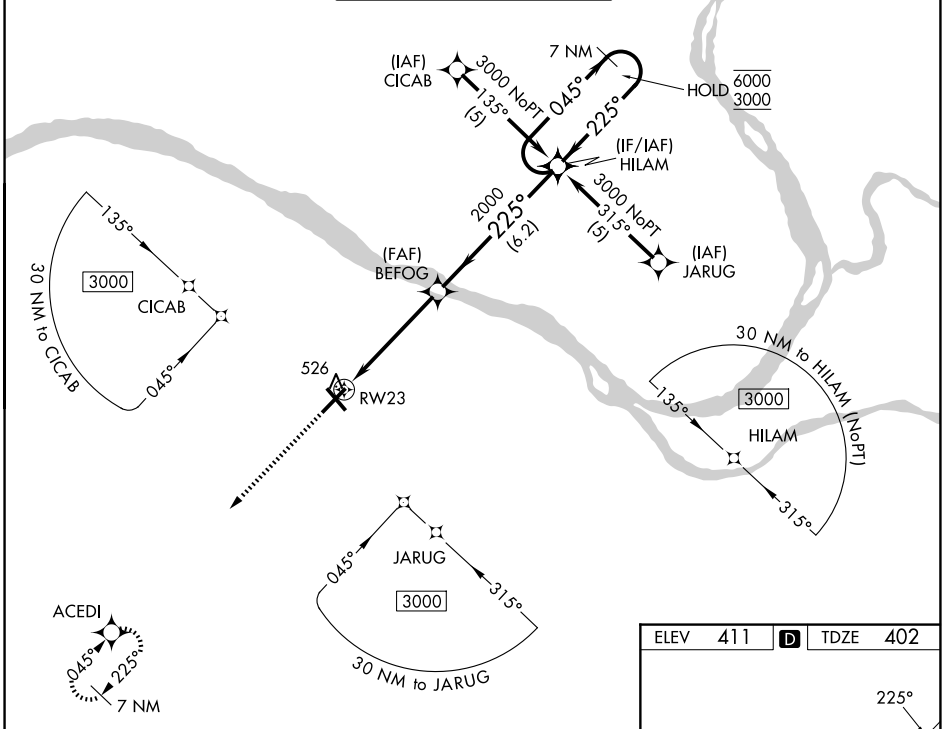 (IAF)
CICAB
3000 NoPT
135°
(5)
7 NM
045°
225°
HOLD
6000
3000
(IF/IAF)
HILAM
3000 NoPT
315°
(5)
(IAF)
JARUG
2000
225°
(6.2)
(FAF)
BEFOG
135°
3000
CICAB
045°
30 NM to CICAB
526
RW23
30 NM to HILAM (NoPT)
3000
135°
HILAM
315°
045°
JARUG
315°
3000
30 NM to JARUG
ACEDI
045°
225°
7 NM
ELEV 411 D TDZE 402
225°